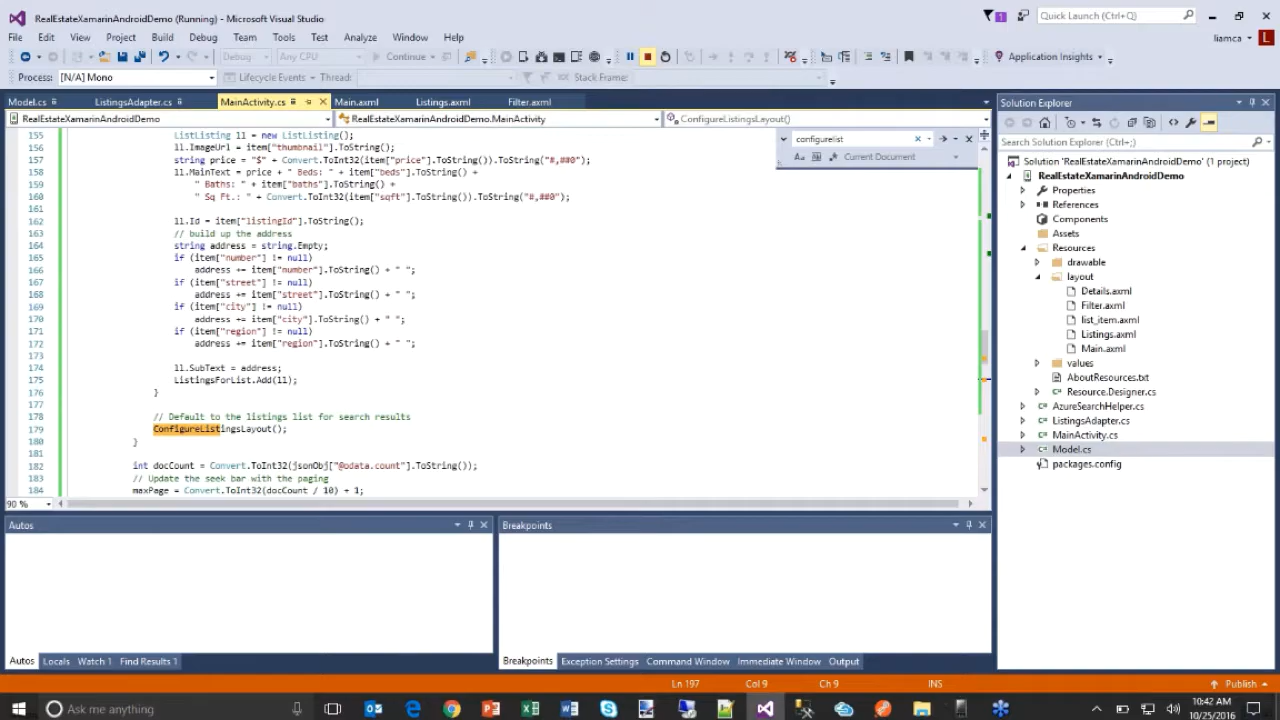 RealEstateXamarinAndroidDemo (Running) - Microsoft Visual Studio
1
Quick Launch (Ctrl+Q)
File Edit View Project Build Debug Team Tools Test Analyze Window Help
liamca L
Debug Any CPU Continue Application Insights
Process: [N/A] Mono Lifecycle Events Thread: Stack Frame:
Model.cs ListingsAdapter.cs MainActivity.cs Main.axml Listings.axml Filter.axml
RealEstateXamarinAndroidDemo RealEstateXamarinAndroidDemo.MainActivity ConfigureListingsLayout()
configurelist
Aa Current Document
155 ListListing ll = new ListListing();
156 ll.ImageUrl = item["thumbnail"].ToString();
157 string price = "$" + Convert.ToInt32(item["price"].ToString()).ToString("#,##0");
158 ll.MainText = price + " Beds: " + item["beds"].ToString() +
159 " Baths: " + item["baths"].ToString() +
160 " Sq Ft.: " + Convert.ToInt32(item["sqft"].ToString()).ToString("#,##0");
161
162 ll.Id = item["listingId"].ToString();
163 // build up the address
164 string address = string.Empty;
165 if (item["number"] != null)
166 address += item["number"].ToString() + " ";
167 if (item["street"] != null)
168 address += item["street"].ToString() + " ";
169 if (item["city"] != null)
170 address += item["city"].ToString() + " ";
171 if (item["region"] != null)
172 address += item["region"].ToString() + " ";
173
174 ll.SubText = address;
175 ListingsForList.Add(ll);
176 }
177
178 // Default to the listings list for search results
179 ConfigureListingsLayout();
180 }
181
182 int docCount = Convert.ToInt32(jsonObj["@odata.count"].ToString());
183 // Update the seek bar with the paging
184 maxPage = Convert.ToInt32(docCount / 10) + 1;
90 %
Solution Explorer
Search Solution Explorer (Ctrl+;)
Solution 'RealEstateXamarinAndroidDemo' (1 project)
RealEstateXamarinAndroidDemo
Properties
References
Components
Assets
Resources
drawable
layout
Details.axml
Filter.axml
list_item.axml
Listings.axml
Main.axml
values
AboutResources.txt
Resource.Designer.cs
AzureSearchHelper.cs
ListingsAdapter.cs
MainActivity.cs
Model.cs
packages.config
Autos
Breakpoints
Autos Locals Watch 1 Find Results 1
Breakpoints Exception Settings Command Window Immediate Window Output
Ln 197 Col 9 Ch 9 INS Publish
Ask me anything
10:42 AM
10/25/2016